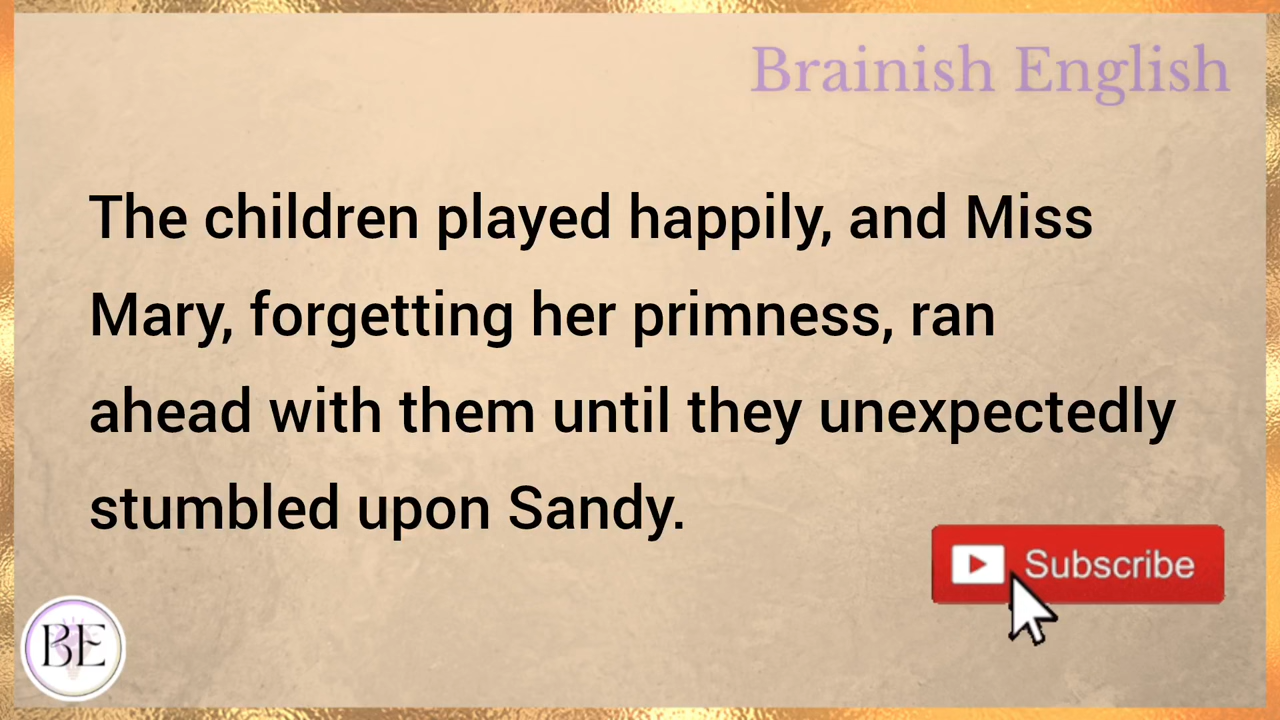 Brainish English
The children played happily, and Miss
Mary, forgetting her primness, ran
ahead with them until they unexpectedly
stumbled upon Sandy.
Subscribe
BE